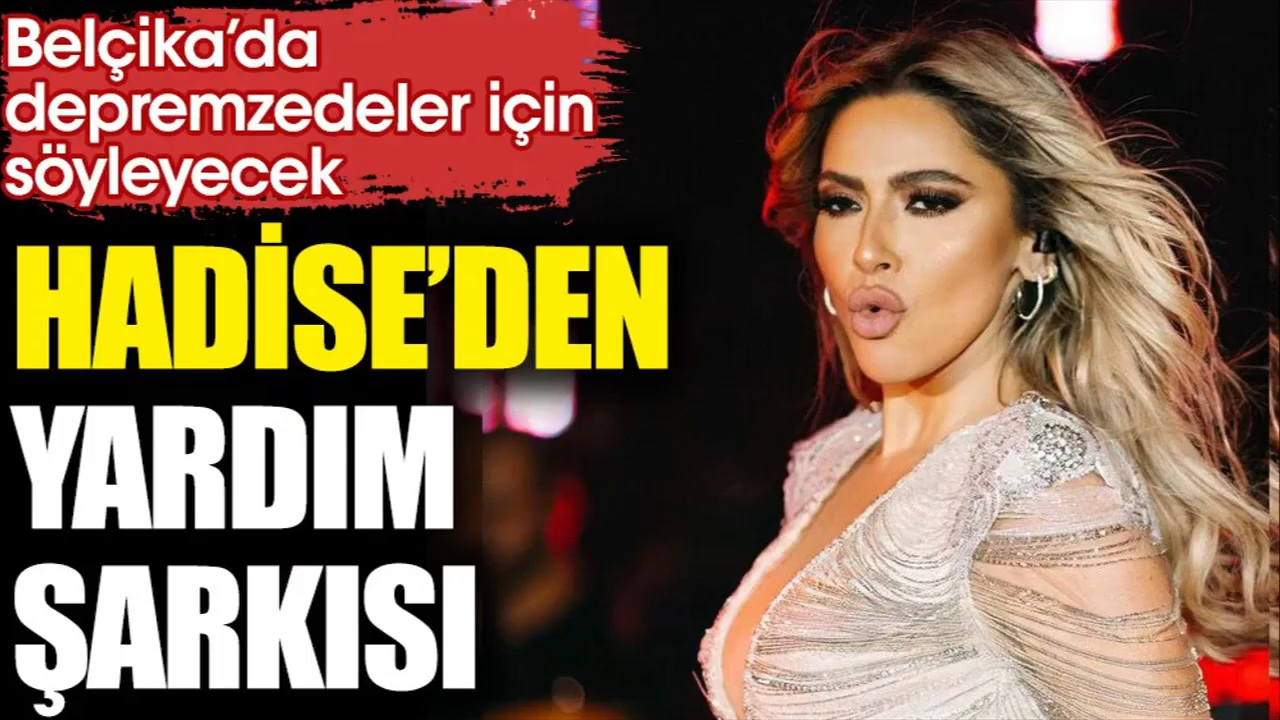 Belçika’da
depremzedeler için
söyleyecek
HADİSE’DEN
YARDIM
ŞARKISI